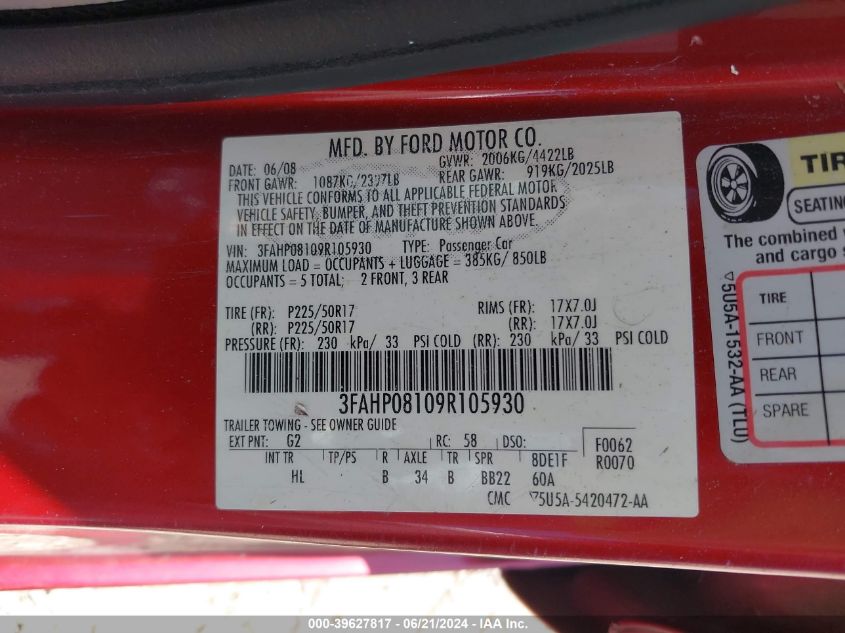 MFD. BY FORD MOTOR CO.
DATE: 06/08 GVWR: 2006KG/4422LB
FRONT GAWR: 1087KG/2397LB REAR GAWR: 919KG/2025LB
THIS VEHICLE CONFORMS TO ALL APPLICABLE FEDERAL MOTOR
VEHICLE SAFETY, BUMPER, AND THEFT PREVENTION STANDARDS
IN EFFECT ON THE DATE OF MANUFACTURE SHOWN ABOVE.
VIN: 3FAHP08109R105930 TYPE: Passenger Car
MAXIMUM LOAD = OCCUPANTS + LUGGAGE = 385KG/ 850LB
OCCUPANTS = 5 TOTAL; 2 FRONT, 3 REAR
TIRE (FR): P225/50R17 RIMS (FR): 17X7.0J
(RR): P225/50R17 (RR): 17X7.0J
PRESSURE (FR): 230 kPa/ 33 PSI COLD (RR): 230 kPa/ 33 PSI COLD
3FAHP08109R105930
TRAILER TOWING - SEE OWNER GUIDE
EXT PNT: G2 RC: 58 DSO: F0062
INT TR TP/PS R AXLE TR SPR 8DE1F R0070
HL B 34 B BB22 60A
CMC 5U5A-5420472-AA
TIR
SEATING
The combined
and cargo
5U5A-1532-AA (TL0)
TIRE
FRONT
REAR
SPARE
000-39627817 - 06/21/2024 - IAAI.COM